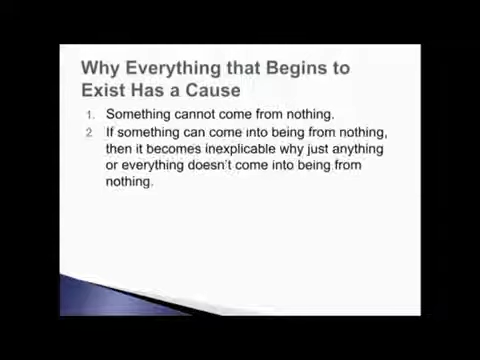 Why Everything that Begins to
Exist Has a Cause
1. Something cannot come from nothing.
2 If something can come into being from nothing,
then it becomes inexplicable why just anything
or everything doesn't come into being from
nothing.